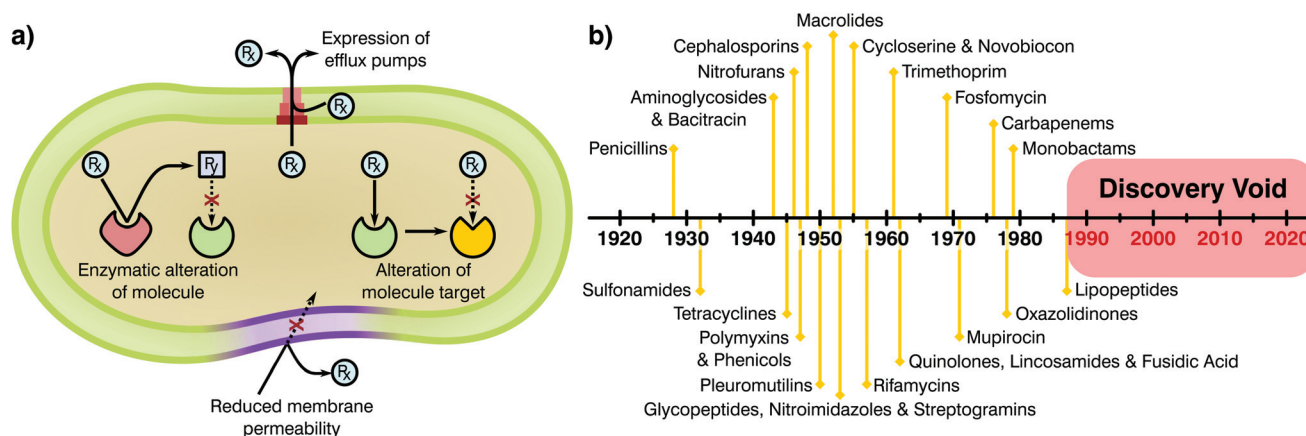 a)
Rx
Expression of
efflux pumps
Rx
Rx
Rx
Ry
Rx
Rx
Enzymatic alteration
of molecule
Alteration of
molecule target
Rx
Reduced membrane
permeability
b)
Macrolides
Cephalosporins
Cycloserine & Novobiocon
Nitrofurans
Trimethoprim
Aminoglycosides
& Bacitracin
Fosfomycin
Carbapenems
Penicillins
Monobactams
Discovery Void
1920 1930 1940 1950 1960 1970 1980 1990 2000 2010 2020
Sulfonamides
Lipopeptides
Tetracyclines
Oxazolidinones
Polymyxins
& Phenicols
Mupirocin
Quinolones, Lincosamides & Fusidic Acid
Pleuromutilins
Rifamycins
Glycopeptides, Nitroimidazoles & Streptogramins